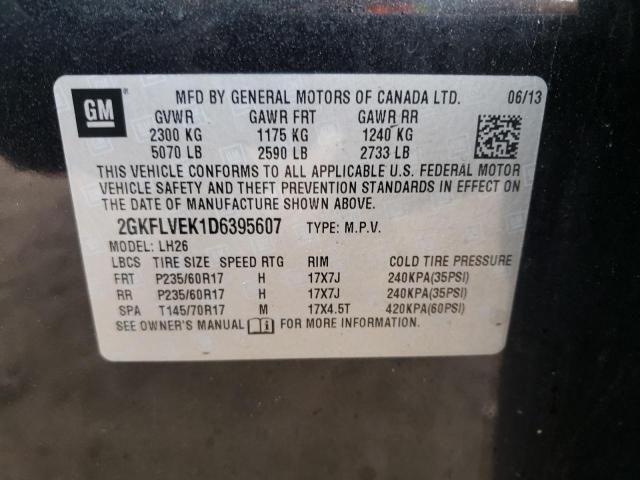 GM
MFD BY GENERAL MOTORS OF CANADA LTD. 06/13
GVWR GAWR FRT GAWR RR
2300 KG 1175 KG 1240 KG
5070 LB 2590 LB 2733 LB
THIS VEHICLE CONFORMS TO ALL APPLICABLE U.S. FEDERAL MOTOR
VEHICLE SAFETY AND THEFT PREVENTION STANDARDS IN EFFECT ON
THE DATE OF MANUFACTURE SHOWN ABOVE.
2GKFLVEK1D6395607 TYPE: M.P.V.
MODEL: LH26
LBCS TIRE SIZE SPEED RTG RIM COLD TIRE PRESSURE
FRT P235/60R17 H 17X7J 240KPA(35PSI)
RR P235/60R17 H 17X7J 240KPA(35PSI)
SPA T145/70R17 M 17X4.5T 420KPA(60PSI)
SEE OWNER'S MANUAL FOR MORE INFORMATION.